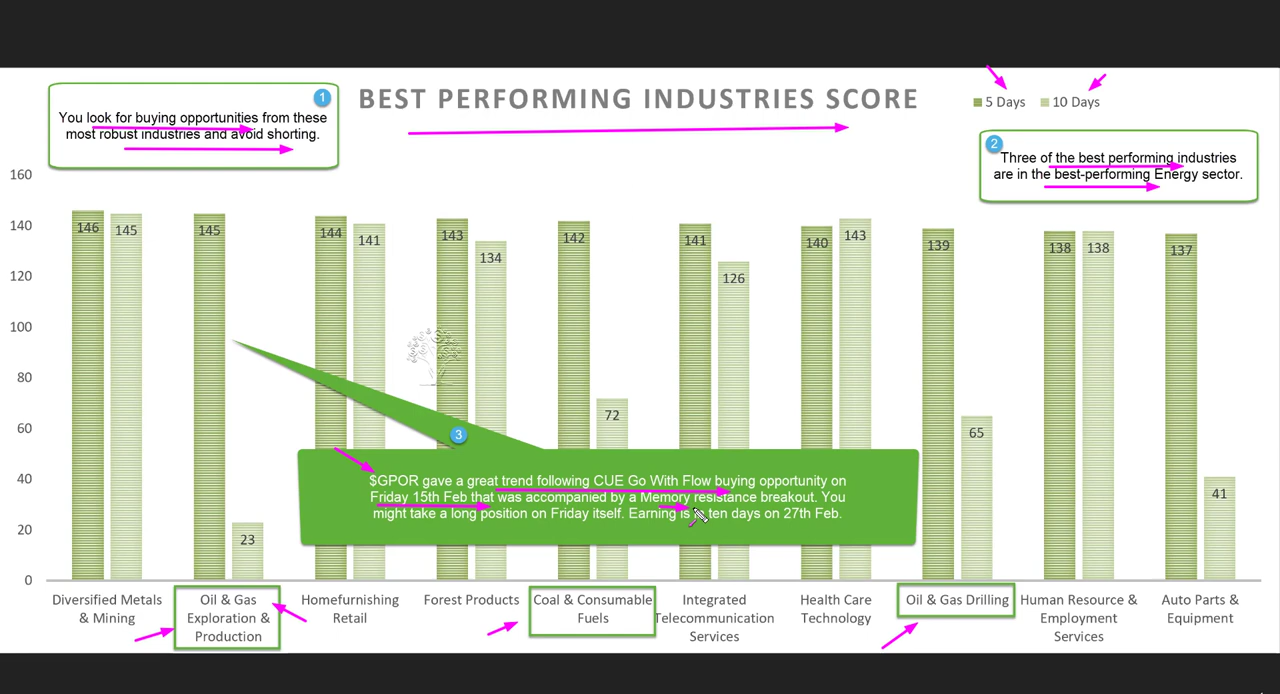 1
You look for buying opportunities from these
most robust industries and avoid shorting.
BEST PERFORMING INDUSTRIES SCORE
5 Days
10 Days
2
Three of the best performing industries
are in the best-performing Energy sector.
160
140
120
100
80
60
40
20
0
146
145
145
23
144
141
143
134
142
72
141
126
140
143
139
65
138
138
137
41
3
$GPOR gave a great trend following CUE Go With Flow buying opportunity on
Friday 15th Feb that was accompanied by a Memory resistance breakout. You
might take a long position on Friday itself. Earning is in ten days on 27th Feb.
Diversified Metals
& Mining
Oil & Gas
Exploration &
Production
Homefurnishing
Retail
Forest Products
Coal & Consumable
Fuels
Integrated
Telecommunication
Services
Health Care
Technology
Oil & Gas Drilling
Human Resource &
Employment
Services
Auto Parts &
Equipment